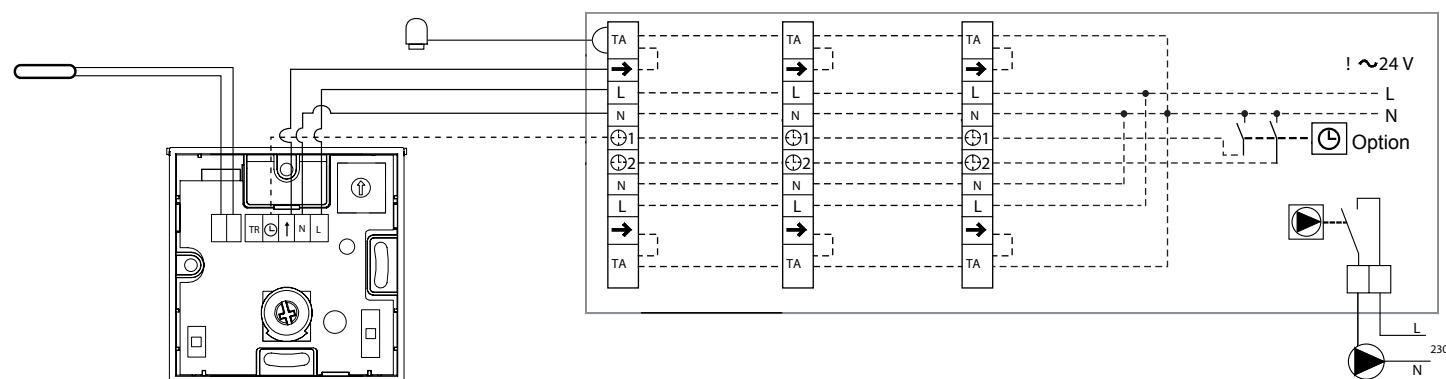 TA TA TA
! ~24 V
L L L L
N N N N
1 1 1
Option
2 2 2
N N N
L L L
TR N L
TA TA TA
L
230
N